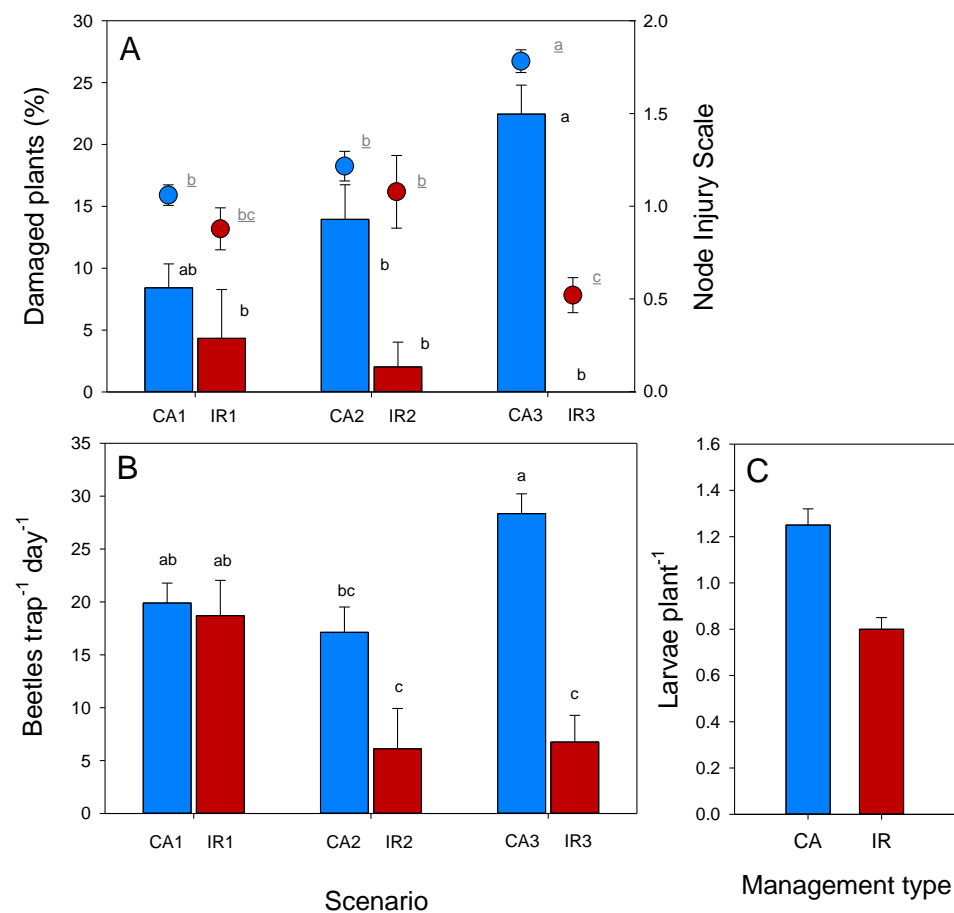 A
Damaged plants (%)
30
25
20
15
10
5
0
Node Injury Scale
2.0
1.5
1.0
0.5
0.0
b
bc
b
b
a
c
ab
b
b
b
a
b
CA1 IR1 CA2 IR2 CA3 IR3
B
Beetles trap⁻¹ day⁻¹
35
30
25
20
15
10
5
0
ab
ab
bc
c
a
c
CA1 IR1 CA2 IR2 CA3 IR3
Scenario
C
Larvae plant⁻¹
1.6
1.4
1.2
1.0
0.8
0.6
0.4
0.2
0.0
CA IR
Management type